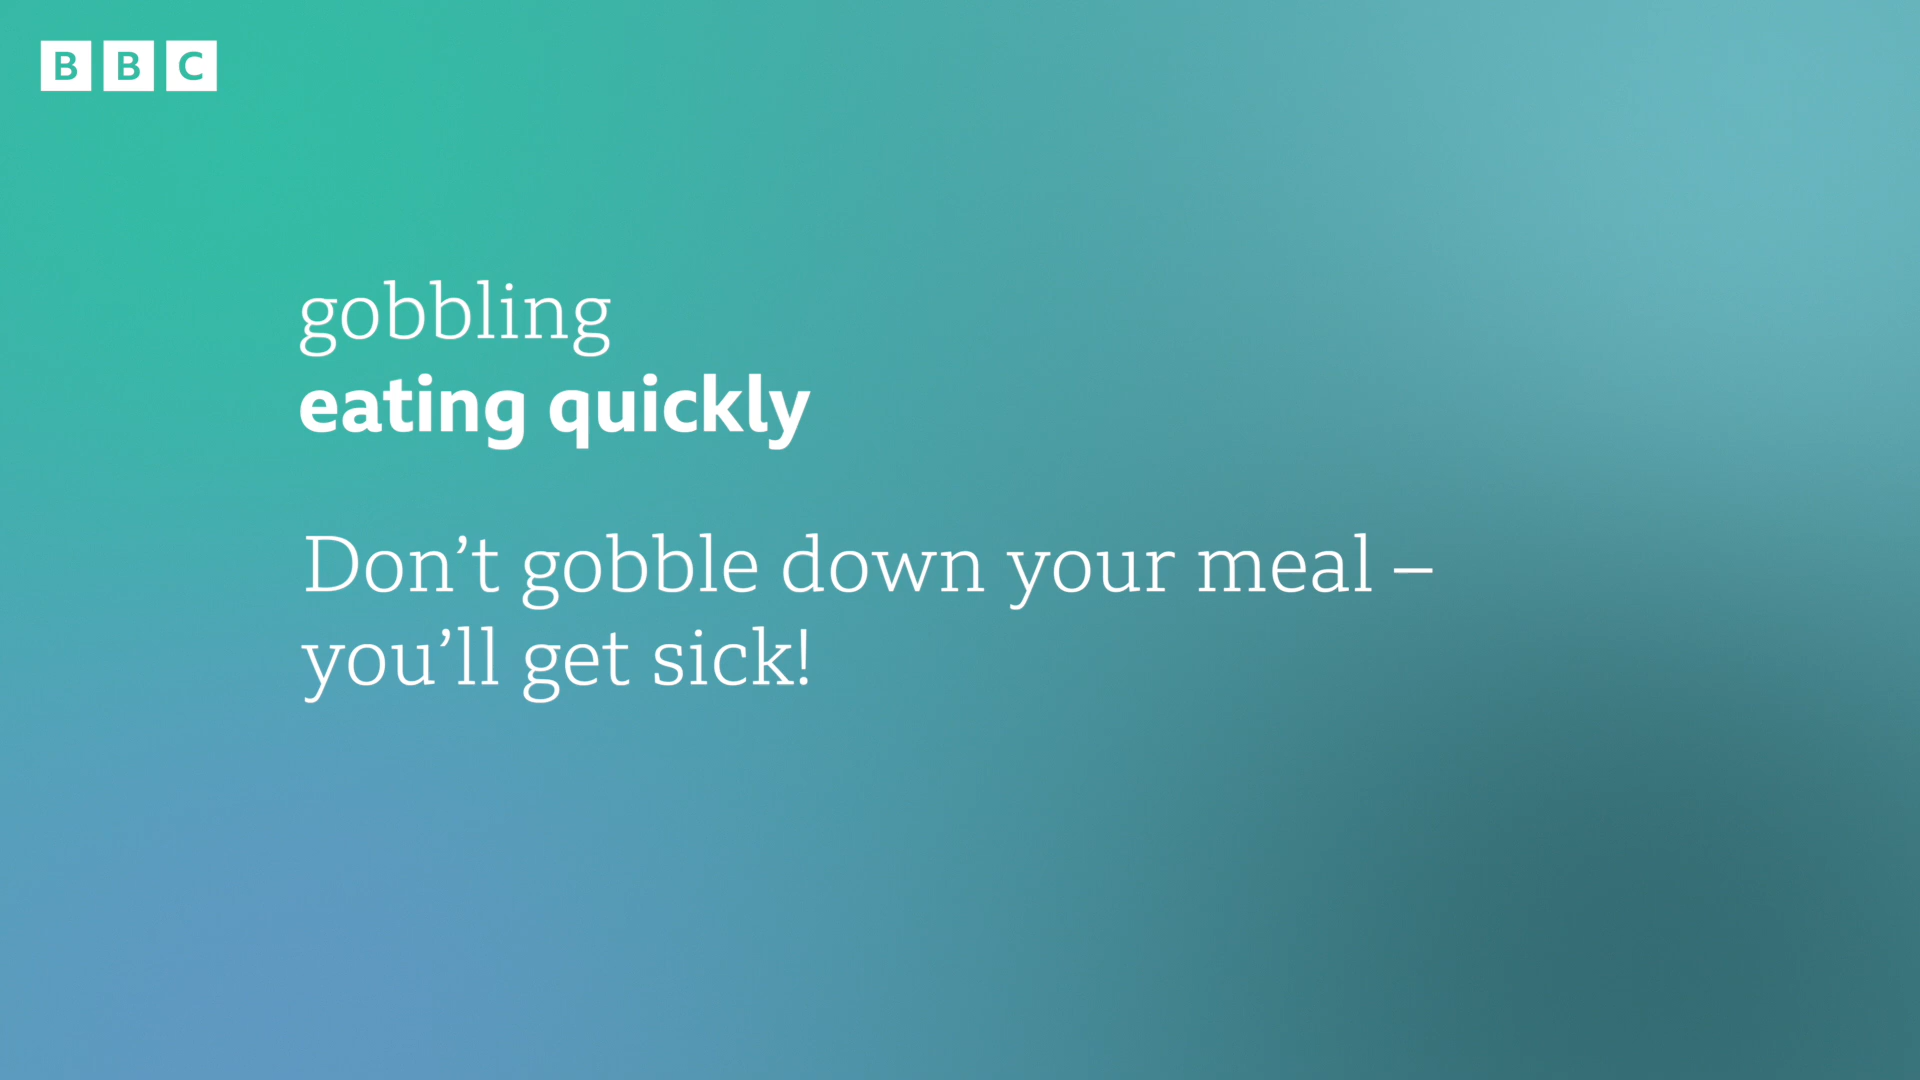 BBC
gobbling
eating quickly
Don’t gobble down your meal –
you’ll get sick!